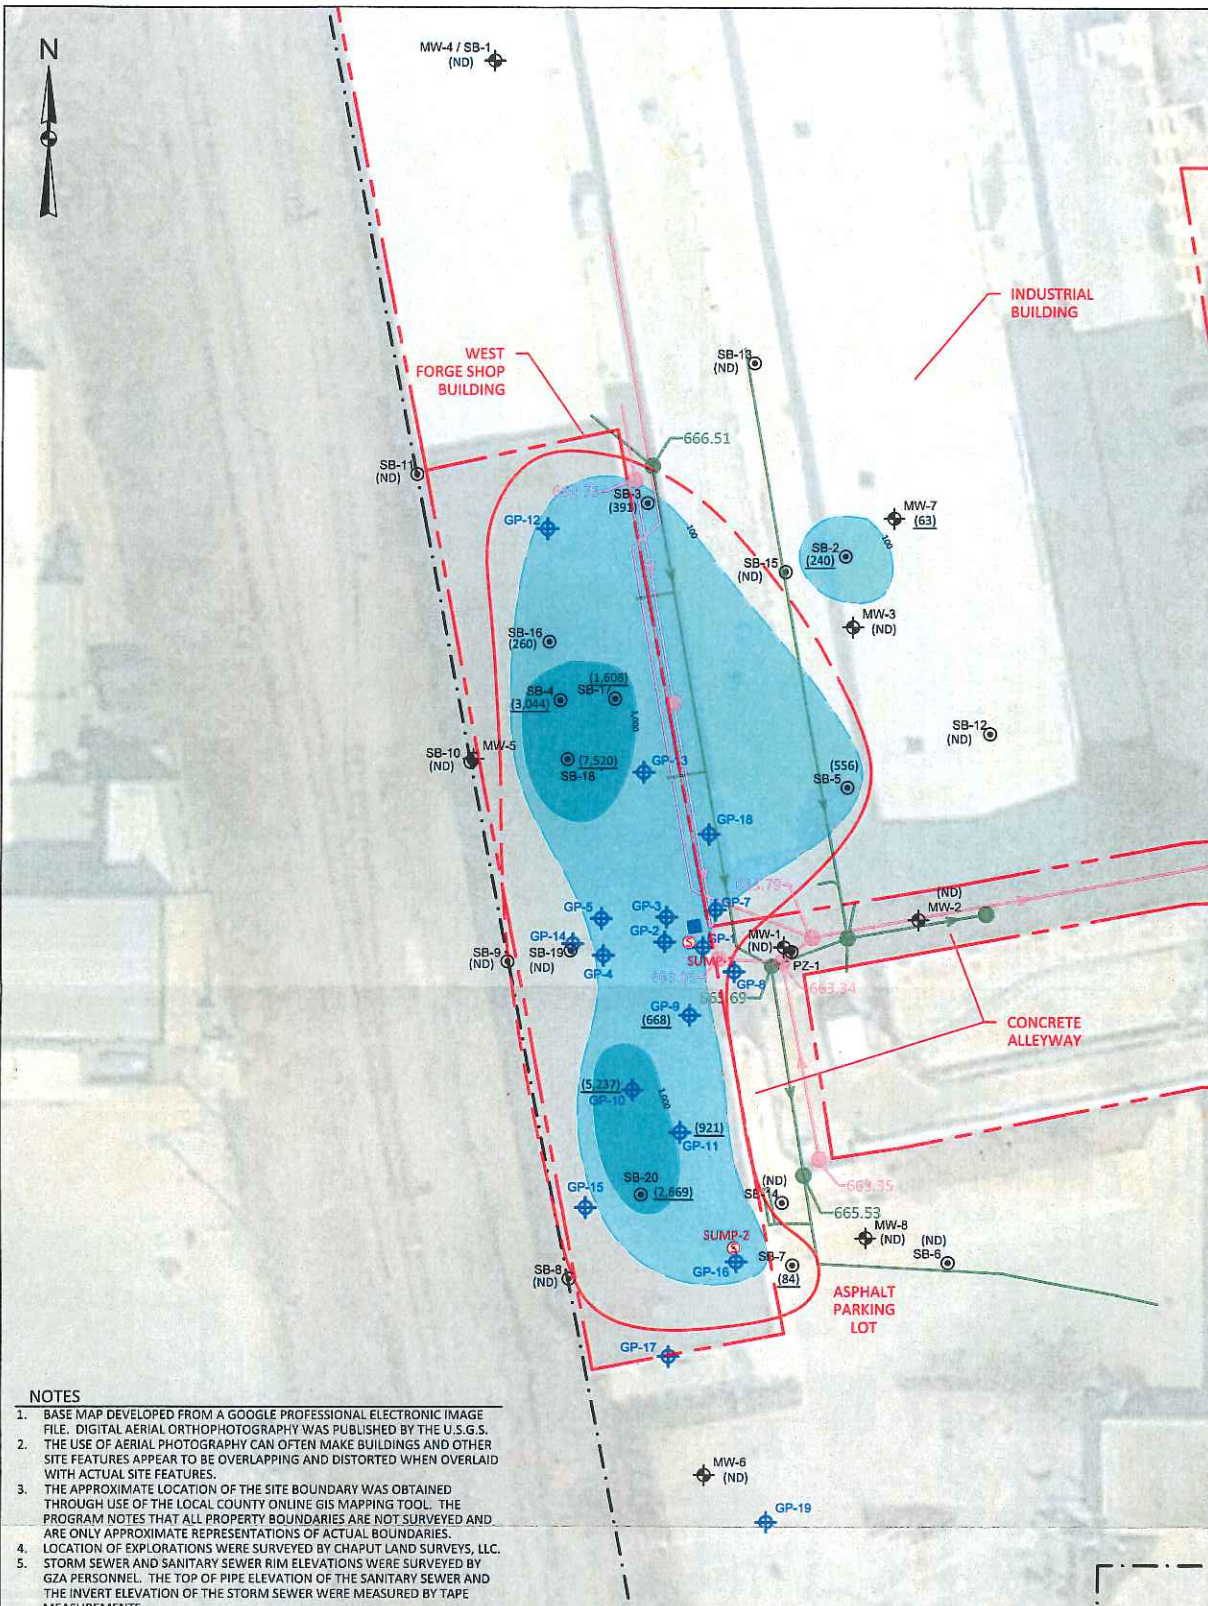 N
MW-4 / SB-1
(ND)
INDUSTRIAL
BUILDING
WEST
FORGE SHOP
BUILDING
SB-13
(ND)
666.51
SB-11
(ND)
SB-3
(391)
GP-12
100
MW-7
(63)
SB-2
(240)
100
SB-15
(ND)
MW-3
(ND)
SB-16
(260)
(1,608)
SB-4
SB-17
(3,044)
1,000
SB-12
(ND)
SB-10
(ND)
MW-5
(7,520)
SB-18
GP-13
(556)
SB-5
GP-18
(ND)
MW-2
GP-5
GP-3
GP-7
GP-14
GP-2
S
GP-1
MW-1
(ND)
SB-9
(ND)
SB-19
(ND)
GP-4
PZ-1
GP-8
663.34
665.69
GP-9
(668)
CONCRETE
ALLEYWAY
(5,237)
GP-10
1,000
(921)
GP-11
SB-20
(2,669)
(ND)
SB-14
663.35
GP-15
665.53
MW-8
(ND)
(ND)
SB-6
SUMP-2
S
GP-16
SB-7
(84)
SB-8
(ND)
ASPHALT
PARKING
LOT
GP-17
MW-6
(ND)
GP-19
NOTES
1. BASE MAP DEVELOPED FROM A GOOGLE PROFESSIONAL ELECTRONIC IMAGE
FILE. DIGITAL AERIAL ORTHOPHOTOGRAPHY WAS PUBLISHED BY THE U.S.G.S.
2. THE USE OF AERIAL PHOTOGRAPHY CAN OFTEN MAKE BUILDINGS AND OTHER
SITE FEATURES APPEAR TO BE OVERLAPPING AND DISTORTED WHEN OVERLAID
WITH ACTUAL SITE FEATURES.
3. THE APPROXIMATE LOCATION OF THE SITE BOUNDARY WAS OBTAINED
THROUGH USE OF THE LOCAL COUNTY ONLINE GIS MAPPING TOOL. THE
PROGRAM NOTES THAT ALL PROPERTY BOUNDARIES ARE NOT SURVEYED AND
ARE ONLY APPROXIMATE REPRESENTATIONS OF ACTUAL BOUNDARIES.
4. LOCATION OF EXPLORATIONS WERE SURVEYED BY CHAPUT LAND SURVEYS, LLC.
5. STORM SEWER AND SANITARY SEWER RIM ELEVATIONS WERE SURVEYED BY
GZA PERSONNEL. THE TOP OF PIPE ELEVATION OF THE SANITARY SEWER AND
THE INVERT ELEVATION OF THE STORM SEWER WERE MEASURED BY TAPE